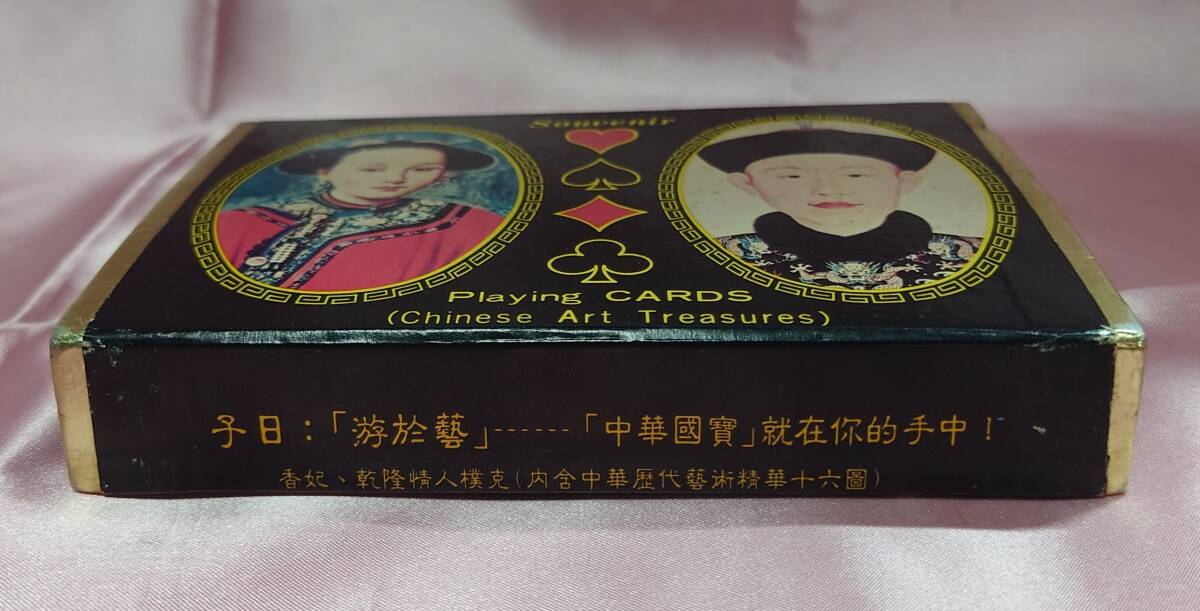 Souvenir
Playing CARDS
(Chinese Art Treasures)
子曰：「游於藝」------「中華國寶」就在你的手中！
香妃、乾隆情人樸克(内含中華歷代藝術精華十六圖)